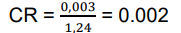 CR = 0,003 / 1,24 = 0.002